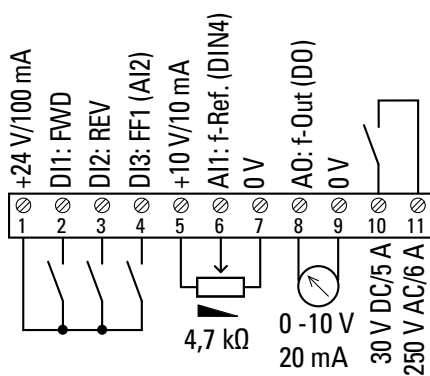 +24 V/100 mA
DI1: FWD
DI2: REV
DI3: FF1 (AI2)
+10 V/10 mA
A1: f-Ref. (DIN4)
0 V
AO: f-Out (DO)
0 V
1 2 3 4 5 6 7 8 9 10 11
4,7 kΩ
0 -10 V
20 mA
30 V DC/5 A
250 V AC/6 A